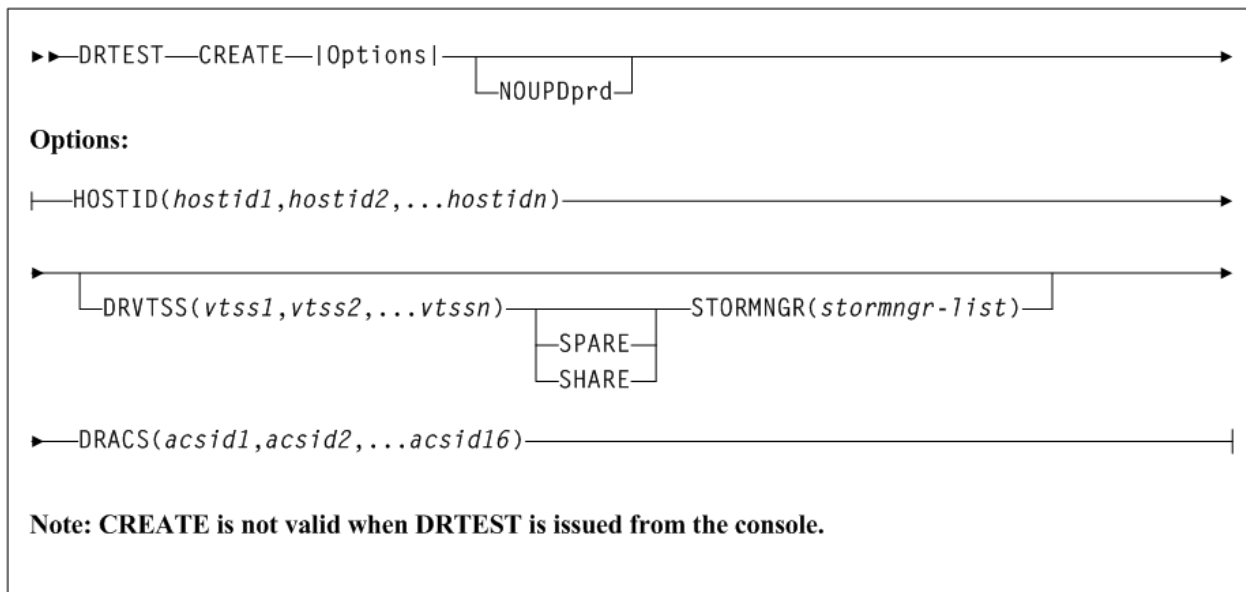 DRTEST CREATE |Options|
NOUPDprd
Options:
HOSTID(hostid1,hostid2,...hostidn)
DRVTSS(vtss1,vtss2,...vtssn) STORMNGR(stormngr-list)
SPARE
SHARE
DRACS(acsid1,acsid2,...acsid16)
Note: CREATE is not valid when DRTEST is issued from the console.